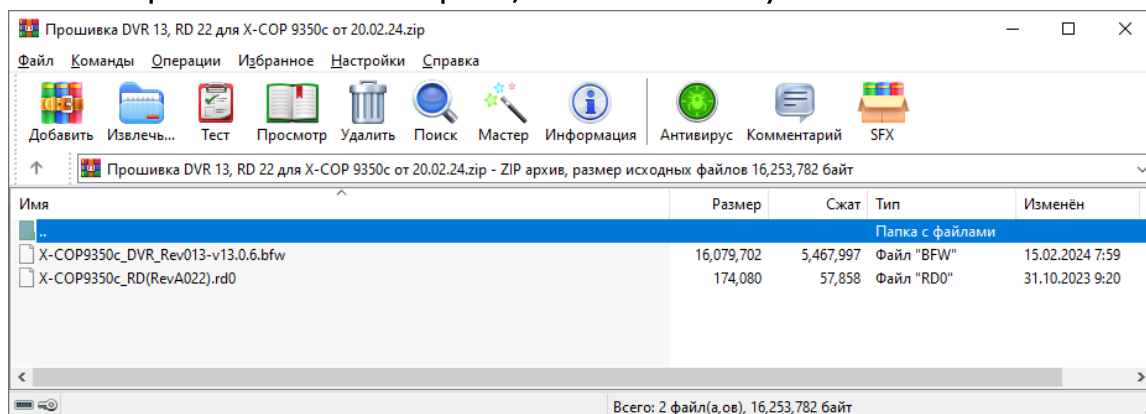 Прошивка DVR 13, RD 22 для X-COP 9350с от 20.02.24.zip
Файл Команды Операции Избранное Настройки Справка
Добавить Извлечь... Тест Просмотр Удалить Поиск Мастер Информация Антивирус Комментарий SFX
Прошивка DVR 13, RD 22 для X-COP 9350с от 20.02.24.zip - ZIP архив, размер исходных файлов 16,253,782 байт
Имя Размер Сжат Тип Изменён
.. Папка с файлами
X-COP9350c_DVR_Rev013-v13.0.6.bfw 16,079,702 5,467,997 Файл "BFW" 15.02.2024 7:59
X-COP9350c_RD(RevA022).rd0 174,080 57,858 Файл "RD0" 31.10.2023 9:20
Всего: 2 файл(а,ов), 16,253,782 байт